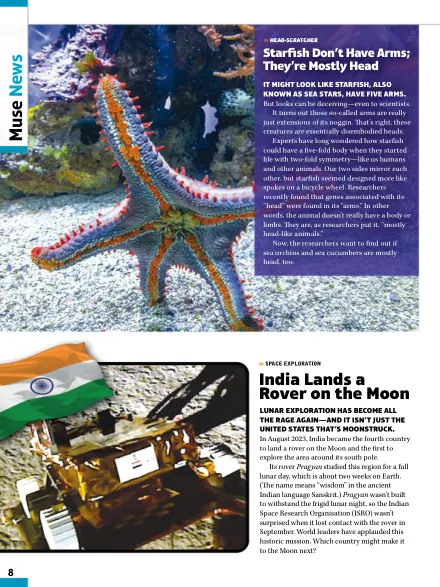 Muse News
» HEAD-SCRATCHER
Starfish Don't Have Arms;
They're Mostly Head
IT MIGHT LOOK LIKE STARFISH, ALSO
KNOWN AS SEA STARS, HAVE FIVE ARMS.
But looks can be deceiving—even to scientists.
It turns out those so-called arms are really
just extensions of its noggin. That's right, these
creatures are essentially disembodied heads.
Experts have long wondered how starfish
could have a five-fold body when they started
life with two-fold symmetry—like us humans
and other animals. Our two sides mirror each
other, but starfish seemed designed more like
spokes on a bicycle wheel. Researchers
recently found that genes associated with its
"head" were found in its "arms." In other
words, the animal doesn't really have a body or
limbs. They are, as researchers put it, "mostly
head-like animals."
Now, the researchers want to find out if
sea urchins and sea cucumbers are mostly
head, too.
» SPACE EXPLORATION
India Lands a
Rover on the Moon
LUNAR EXPLORATION HAS BECOME ALL
THE RAGE AGAIN—AND IT ISN'T JUST THE
UNITED STATES THAT'S MOONSTRUCK.
In August 2023, India became the fourth country
to land a rover on the Moon and the first to
explore the area around its south pole.
Its rover Pragyan studied this region for a full
lunar day, which is about two weeks on Earth.
(The name means "wisdom" in the ancient
Indian language Sanskrit.) Pragyan wasn't built
to withstand the frigid lunar night, so the Indian
Space Research Organisation (ISRO) wasn't
surprised when it lost contact with the rover in
September. World leaders have applauded this
historic mission. Which country might make it
to the Moon next?
8